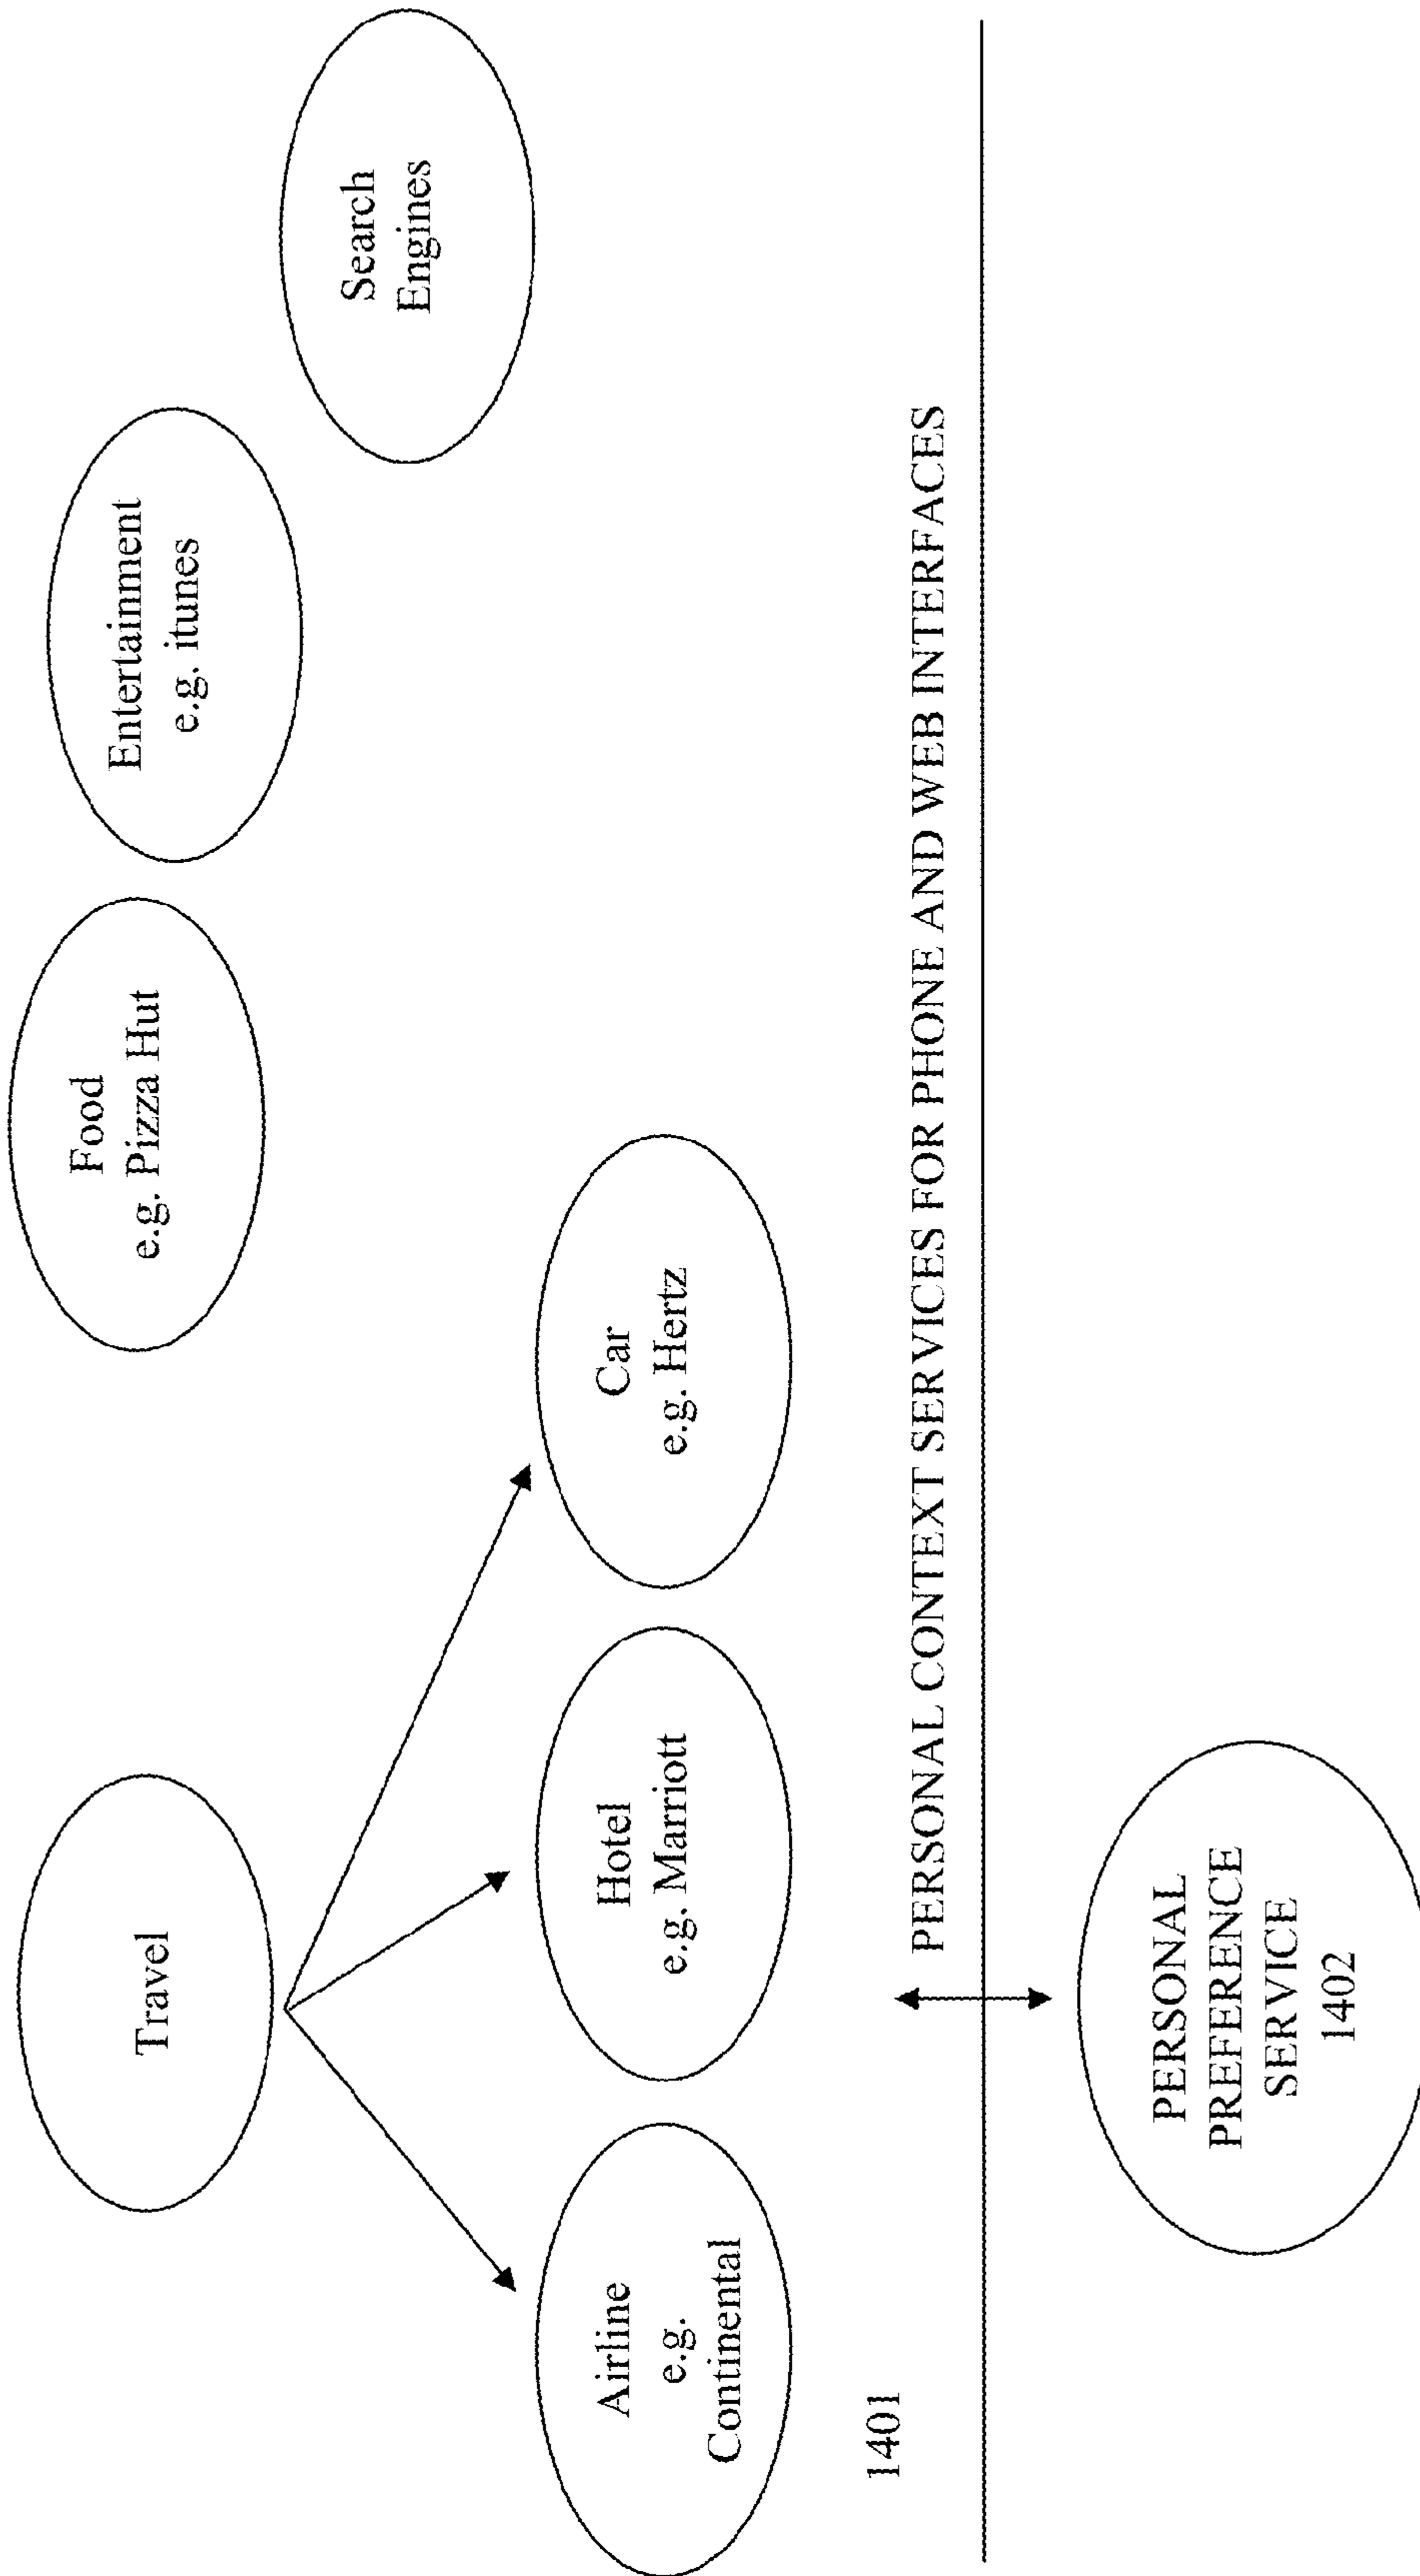 Travel
Food
e.g. Pizza Hut
Entertainment
e.g. itunes
Search
Engines
Airline
e.g.
Continental
Hotel
e.g. Marriott
Car
e.g. Hertz
1401
PERSONAL CONTEXT SERVICES FOR PHONE AND WEB INTERFACES
PERSONAL
PREFERENCE
SERVICE
1402